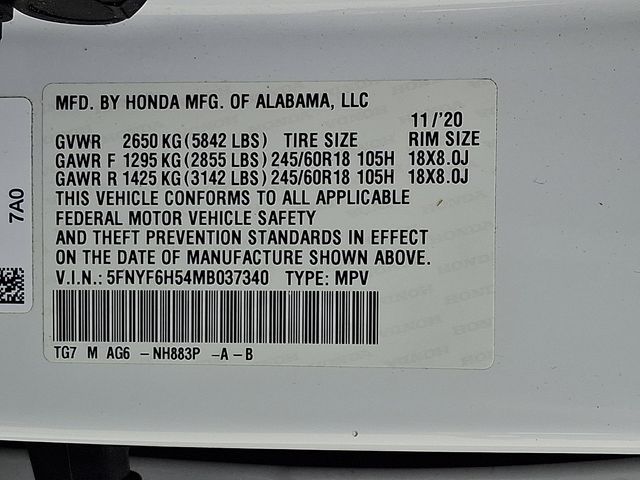 MFD. BY HONDA MFG. OF ALABAMA, LLC
11/'20
GVWR 2650 KG (5842 LBS) TIRE SIZE RIM SIZE
GAWR F 1295 KG (2855 LBS) 245/60R18 105H 18X8.0J
GAWR R 1425 KG (3142 LBS) 245/60R18 105H 18X8.0J
THIS VEHICLE CONFORMS TO ALL APPLICABLE
FEDERAL MOTOR VEHICLE SAFETY
AND THEFT PREVENTION STANDARDS IN EFFECT
ON THE DATE OF MANUFACTURE SHOWN ABOVE.
V.I.N.: 5FNYF6H54MB037340 TYPE: MPV
TG7 M AG6 -NH883P -A-B
7A0